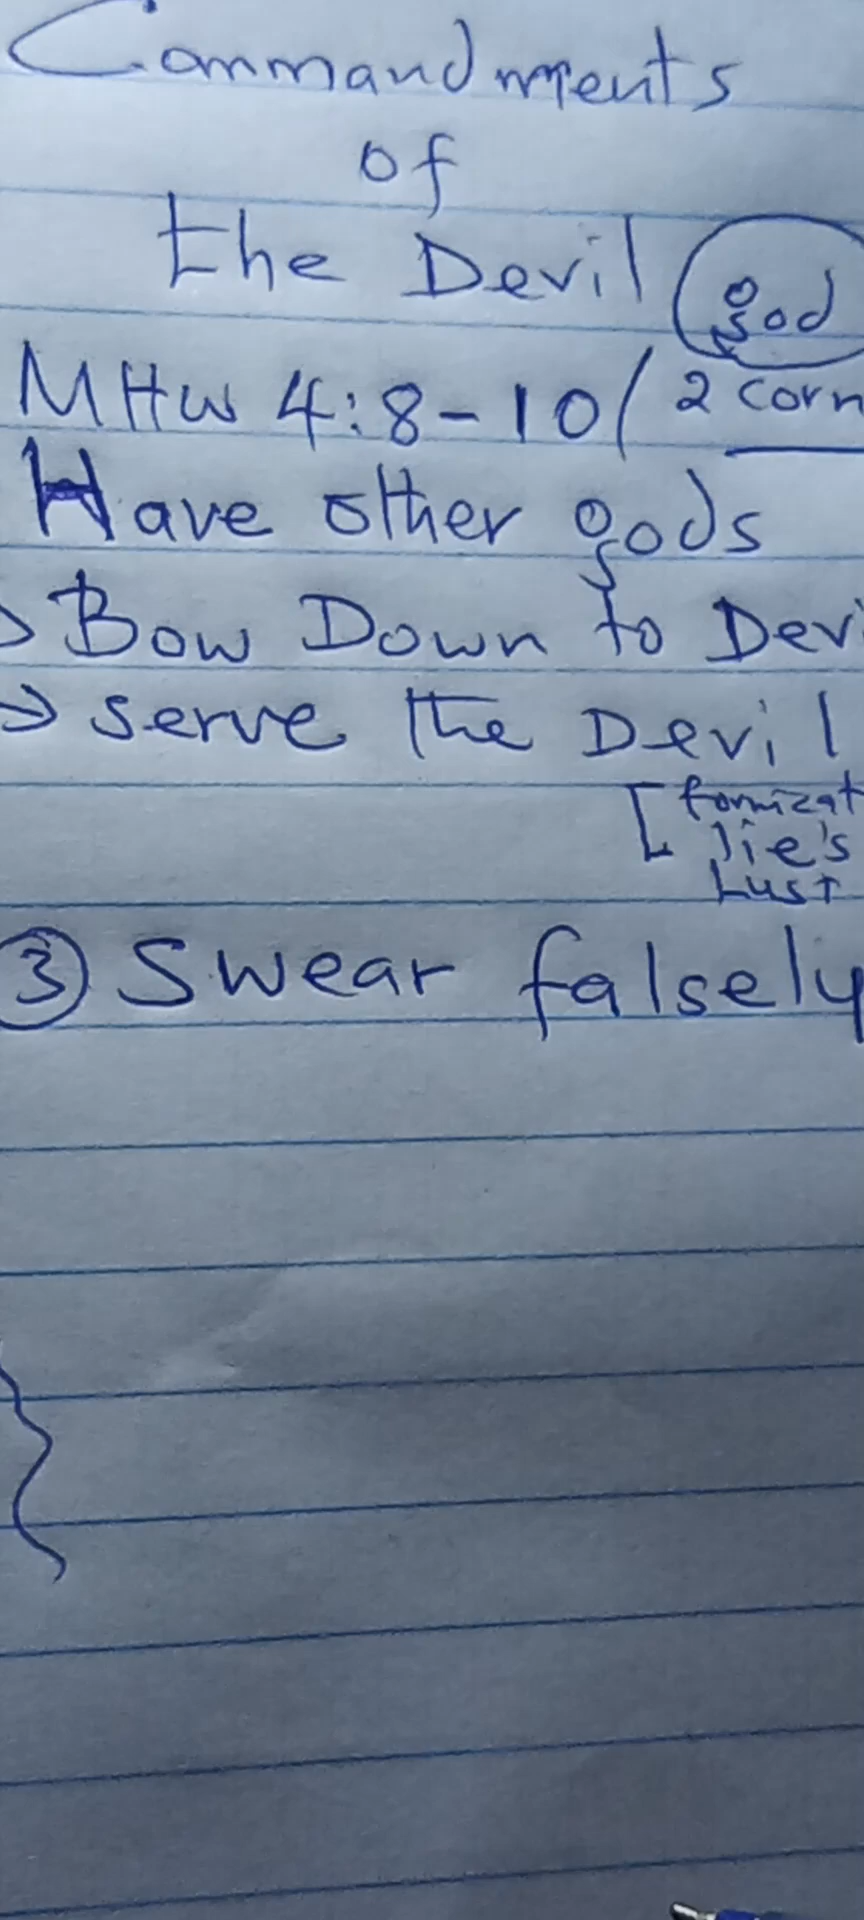 Commandments
of
the Devil god
MHW 4:8-10/ 2 corn
Have other gods
Bow Down to Devi
→ serve the Devil
[fornizat
lie's
Lust
③ Swear falsely